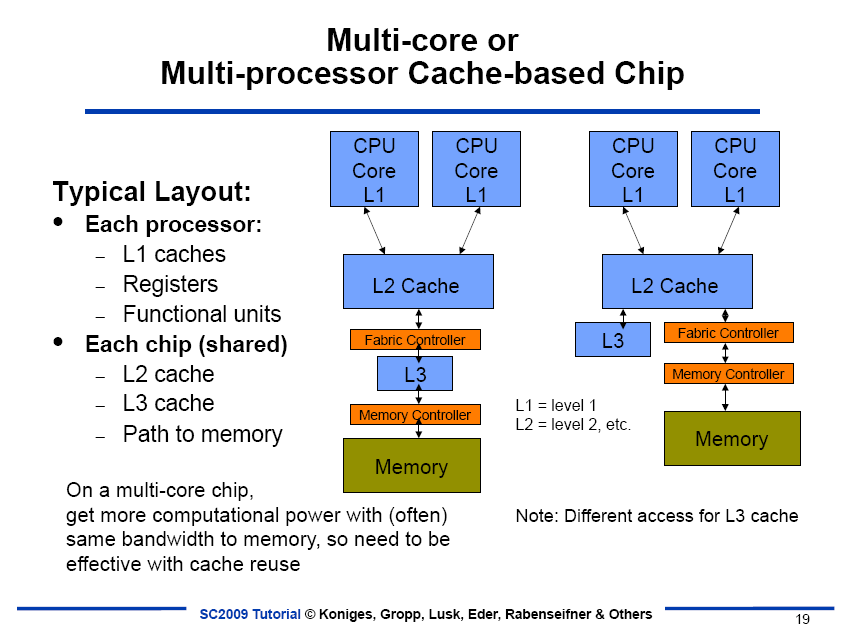 Multi-core or
Multi-processor Cache-based Chip
Typical Layout:
• Each processor:
– L1 caches
– Registers
– Functional units
• Each chip (shared)
– L2 cache
– L3 cache
– Path to memory
On a multi-core chip,
get more computational power with (often)
same bandwidth to memory, so need to be
effective with cache reuse
CPU
Core
L1
CPU
Core
L1
L2 Cache
Fabric Controller
L3
Memory Controller
Memory
CPU
Core
L1
CPU
Core
L1
L2 Cache
L3
Fabric Controller
Memory Controller
Memory
L1 = level 1
L2 = level 2, etc.
Note: Different access for L3 cache
SC2009 Tutorial © Koniges, Gropp, Lusk, Eder, Rabenseifner & Others
19